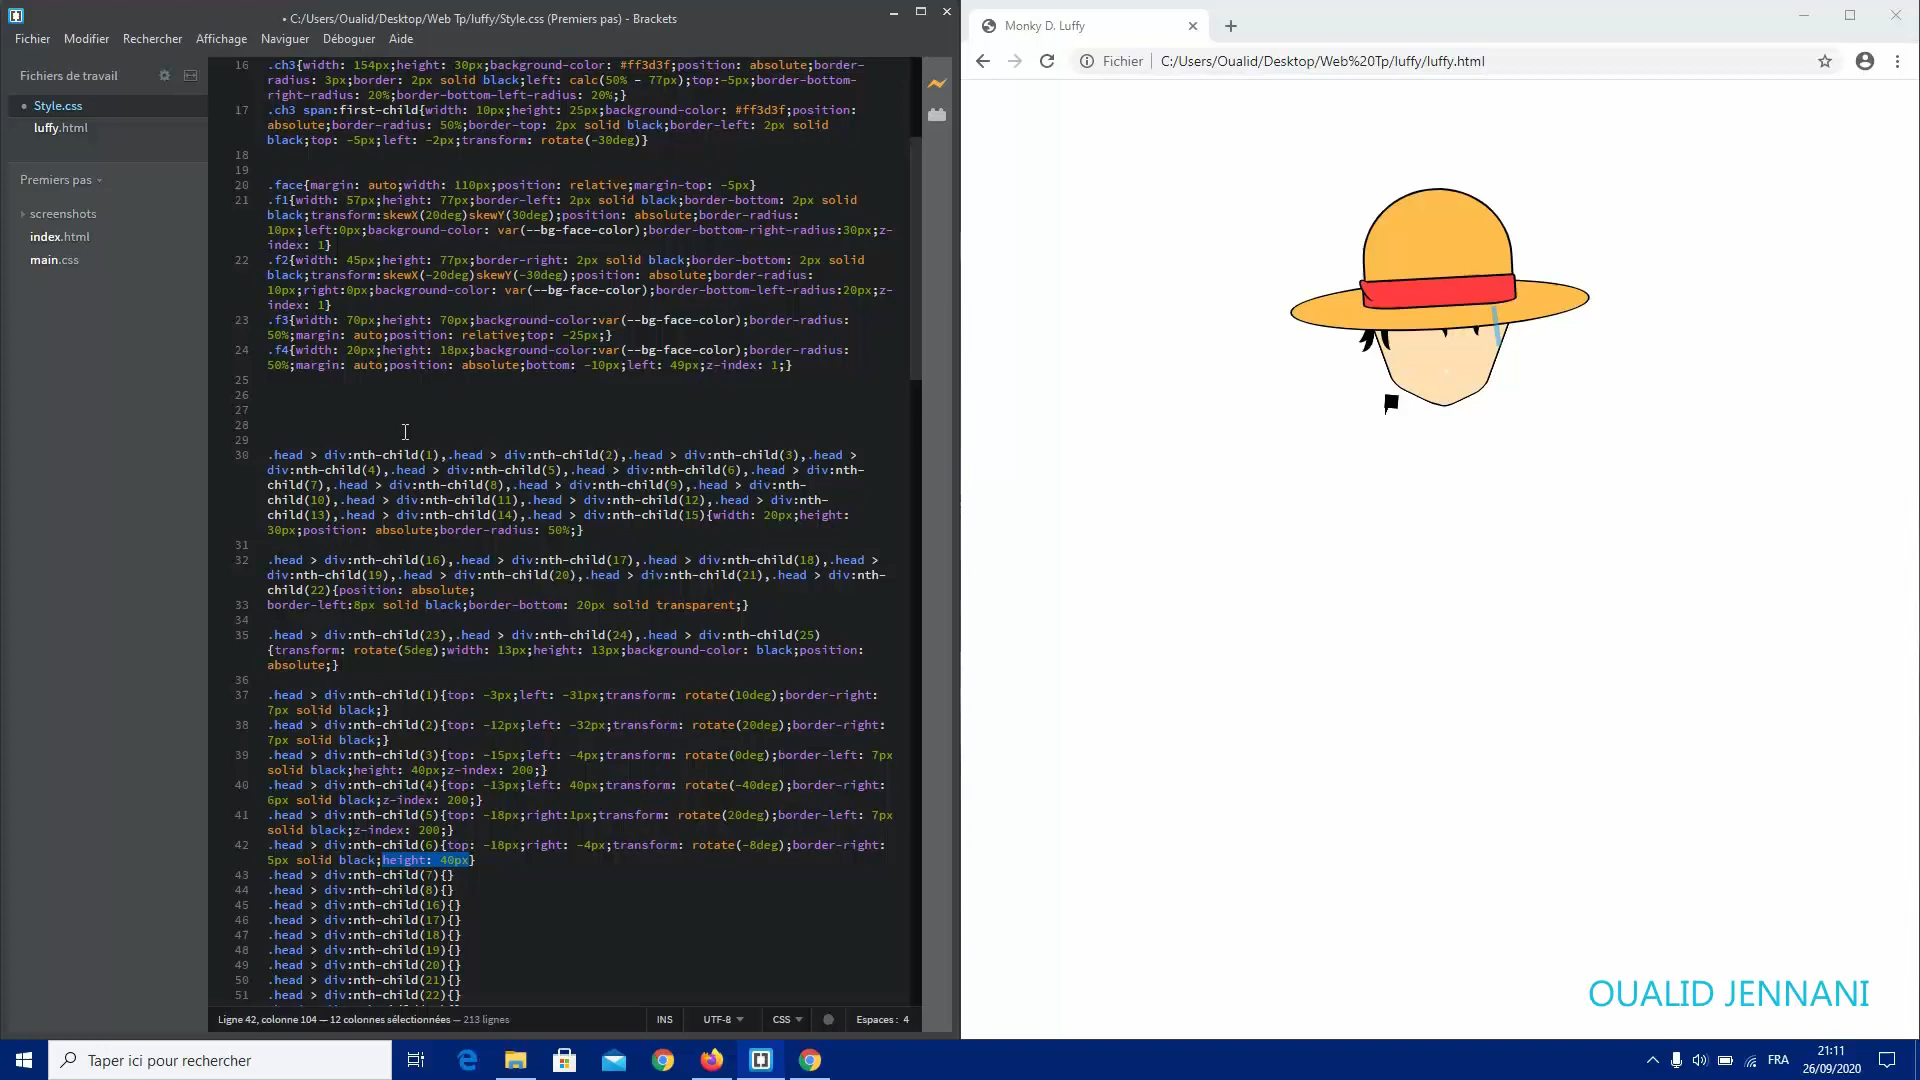 • C:/Users/Oualid/Desktop/Web Tp/luffy/Style.css (Premiers pas) - Brackets
Fichier Modifier Rechercher Affichage Naviguer Déboguer Aide
Fichiers de travail
Style.css
luffy.html
Premiers pas
screenshots
index.html
main.css
16 .ch3{width: 154px;height: 30px;background-color: #ff3d3f;position: absolute;border-
radius: 3px;border: 2px solid black;left: calc(50% - 77px);top:-5px;border-bottom-
right-radius: 20%;border-bottom-left-radius: 20%;}
17 .ch3 span:first-child{width: 10px;height: 25px;background-color: #ff3d3f;position:
absolute;border-radius: 50%;border-top: 2px solid black;border-left: 2px solid
black;top: -5px;left: -2px;transform: rotate(-30deg)}
18
19
20 .face{margin: auto;width: 110px;position: relative;margin-top: -5px}
21 .f1{width: 57px;height: 77px;border-left: 2px solid black;border-bottom: 2px solid
black;transform:skewX(20deg)skewY(30deg);position: absolute;border-radius:
10px;left:0px;background-color: var(--bg-face-color);border-bottom-right-radius:30px;z-
index: 1}
22 .f2{width: 45px;height: 77px;border-right: 2px solid black;border-bottom: 2px solid
black;transform:skewX(-20deg)skewY(-30deg);position: absolute;border-radius:
10px;right:0px;background-color: var(--bg-face-color);border-bottom-left-radius:20px;z-
index: 1}
23 .f3{width: 70px;height: 70px;background-color:var(--bg-face-color);border-radius:
50%;margin: auto;position: relative;top: -25px;}
24 .f4{width: 20px;height: 18px;background-color:var(--bg-face-color);border-radius:
50%;margin: auto;position: absolute;bottom: -10px;left: 49px;z-index: 1;}
25
26
27
28
29
30 .head > div:nth-child(1),.head > div:nth-child(2),.head > div:nth-child(3),.head >
div:nth-child(4),.head > div:nth-child(5),.head > div:nth-child(6),.head > div:nth-
child(7),.head > div:nth-child(8),.head > div:nth-child(9),.head > div:nth-
child(10),.head > div:nth-child(11),.head > div:nth-child(12),.head > div:nth-
child(13),.head > div:nth-child(14),.head > div:nth-child(15){width: 20px;height:
30px;position: absolute;border-radius: 50%;}
31
32 .head > div:nth-child(16),.head > div:nth-child(17),.head > div:nth-child(18),.head >
div:nth-child(19),.head > div:nth-child(20),.head > div:nth-child(21),.head > div:nth-
child(22){position: absolute;
33 border-left:8px solid black;border-bottom: 20px solid transparent;}
34
35 .head > div:nth-child(23),.head > div:nth-child(24),.head > div:nth-child(25)
{transform: rotate(5deg);width: 13px;height: 13px;background-color: black;position:
absolute;}
36
37 .head > div:nth-child(1){top: -3px;left: -31px;transform: rotate(10deg);border-right:
7px solid black;}
38 .head > div:nth-child(2){top: -12px;left: -32px;transform: rotate(20deg);border-right:
7px solid black;}
39 .head > div:nth-child(3){top: -15px;left: -4px;transform: rotate(0deg);border-left: 7px
solid black;height: 40px;z-index: 200;}
40 .head > div:nth-child(4){top: -13px;left: 40px;transform: rotate(-40deg);border-right:
6px solid black;z-index: 200;}
41 .head > div:nth-child(5){top: -18px;right:1px;transform: rotate(20deg);border-left: 7px
solid black;z-index: 200;}
42 .head > div:nth-child(6){top: -18px;right: -4px;transform: rotate(-8deg);border-right:
5px solid black;height: 40px}
43 .head > div:nth-child(7){}
44 .head > div:nth-child(8){}
45 .head > div:nth-child(16){}
46 .head > div:nth-child(17){}
47 .head > div:nth-child(18){}
48 .head > div:nth-child(19){}
49 .head > div:nth-child(20){}
50 .head > div:nth-child(21){}
51 .head > div:nth-child(22){}
Ligne 42, colonne 104 — 12 colonnes sélectionnées — 213 lignes INS UTF-8 CSS Espaces: 4
Monky D. Luffy
Fichier C:/Users/Oualid/Desktop/Web%20Tp/luffy/luffy.html
OUALID JENNANI
Taper ici pour rechercher
FRA
21:11
26/09/2020